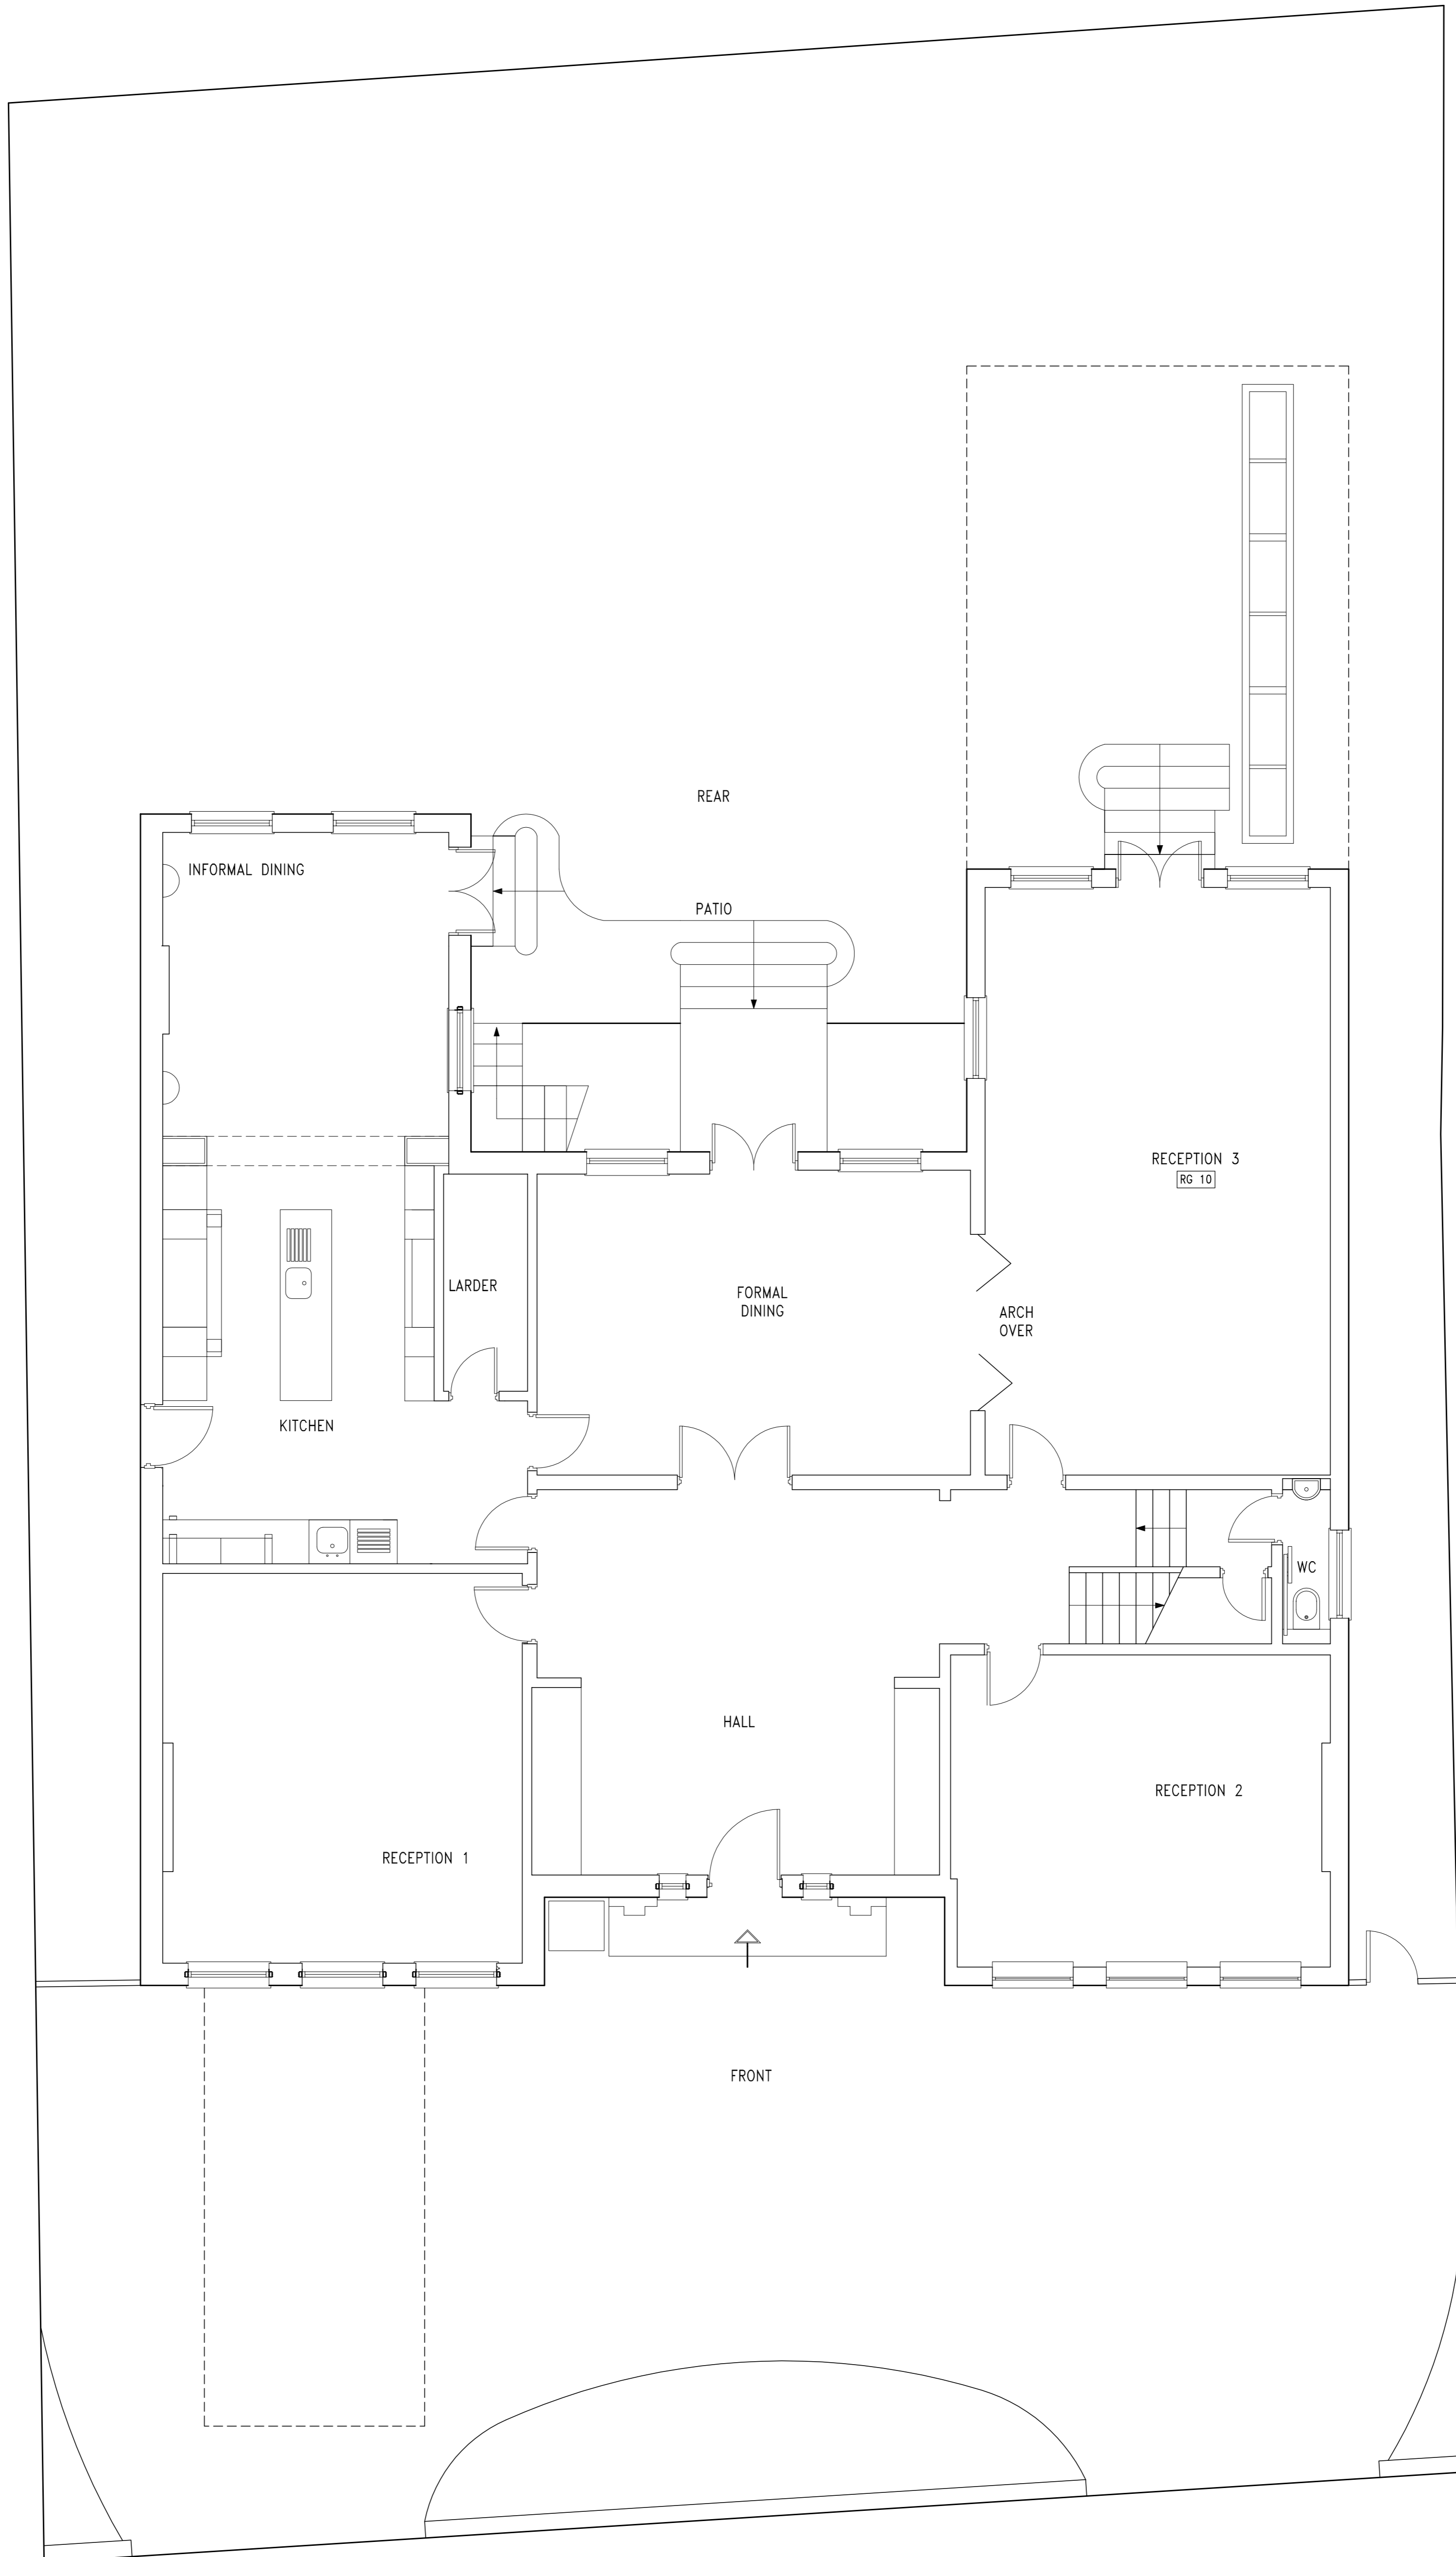 REAR
INFORMAL DINING
PATIO
RECEPTION 3
RG 10
LARDER
FORMAL
DINING
ARCH
OVER
KITCHEN
WC
HALL
RECEPTION 2
RECEPTION 1
FRONT